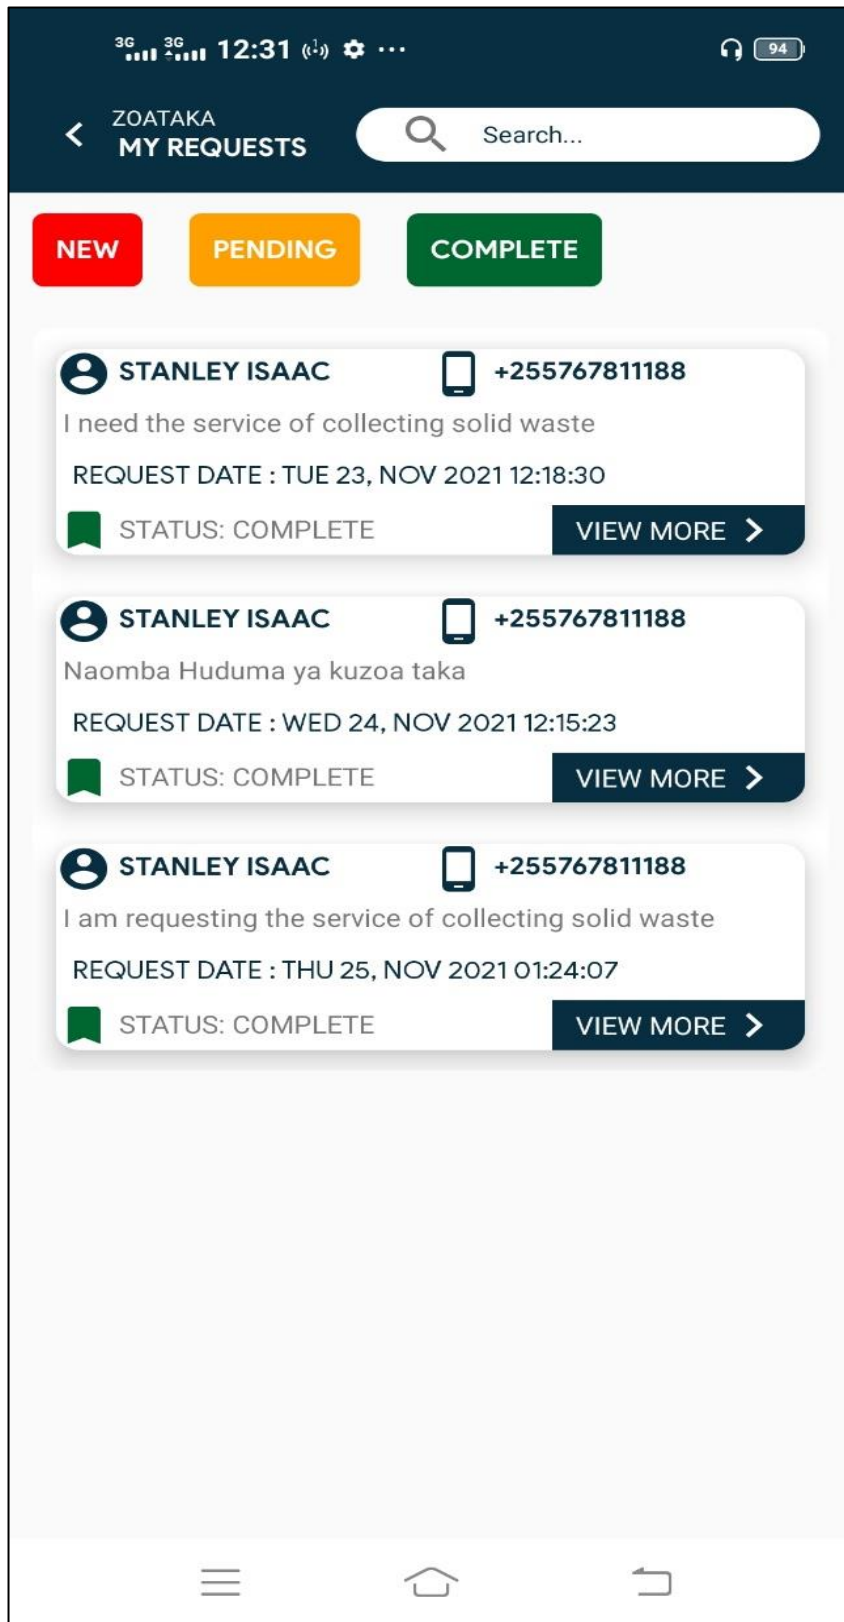 3G 3G 12:31 ... 94
ZOATAKA
MY REQUESTS
Search...
NEW PENDING COMPLETE
STANLEY ISAAC +255767811188
I need the service of collecting solid waste
REQUEST DATE : TUE 23, NOV 2021 12:18:30
STATUS: COMPLETE VIEW MORE
STANLEY ISAAC +255767811188
Naomba Huduma ya kuzoa taka
REQUEST DATE : WED 24, NOV 2021 12:15:23
STATUS: COMPLETE VIEW MORE
STANLEY ISAAC +255767811188
I am requesting the service of collecting solid waste
REQUEST DATE : THU 25, NOV 2021 01:24:07
STATUS: COMPLETE VIEW MORE